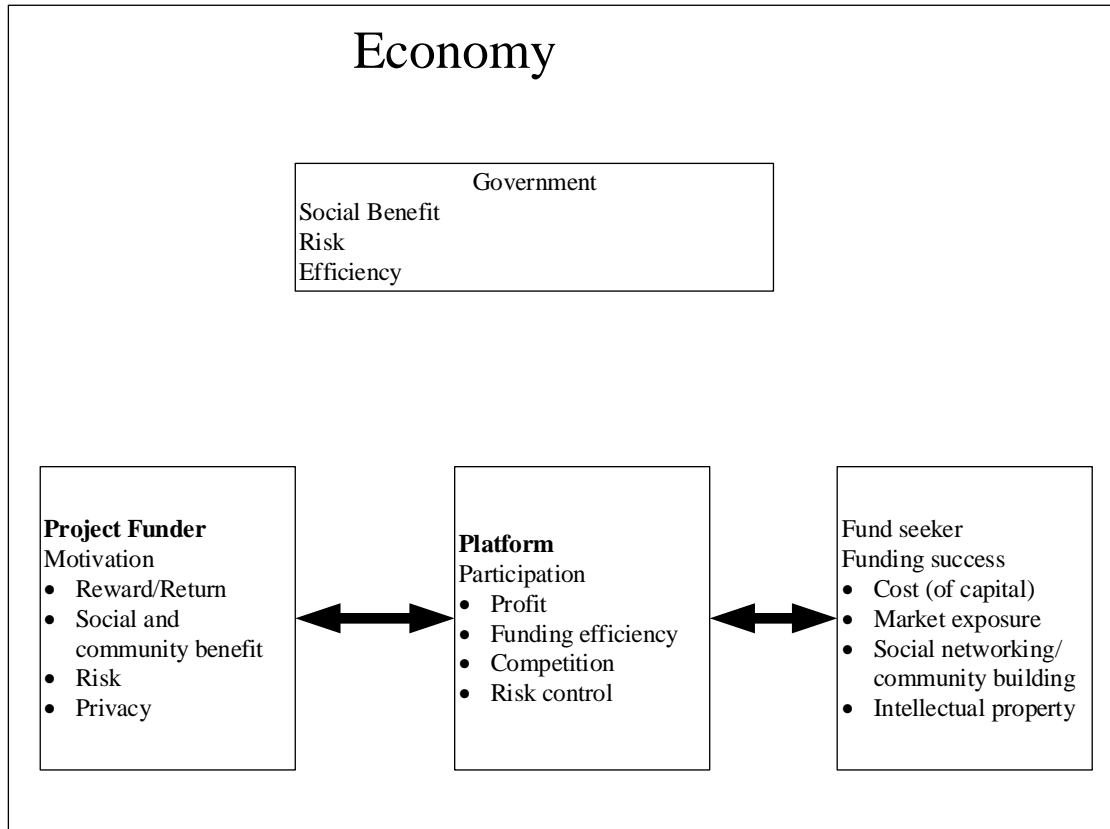 Economy
Government
Social Benefit
Risk
Efficiency
Project Funder
Motivation
• Reward/Return
• Social and
community benefit
• Risk
• Privacy
Platform
Participation
• Profit
• Funding efficiency
• Competition
• Risk control
Fund seeker
Funding success
• Cost (of capital)
• Market exposure
• Social networking/
community building
• Intellectual property